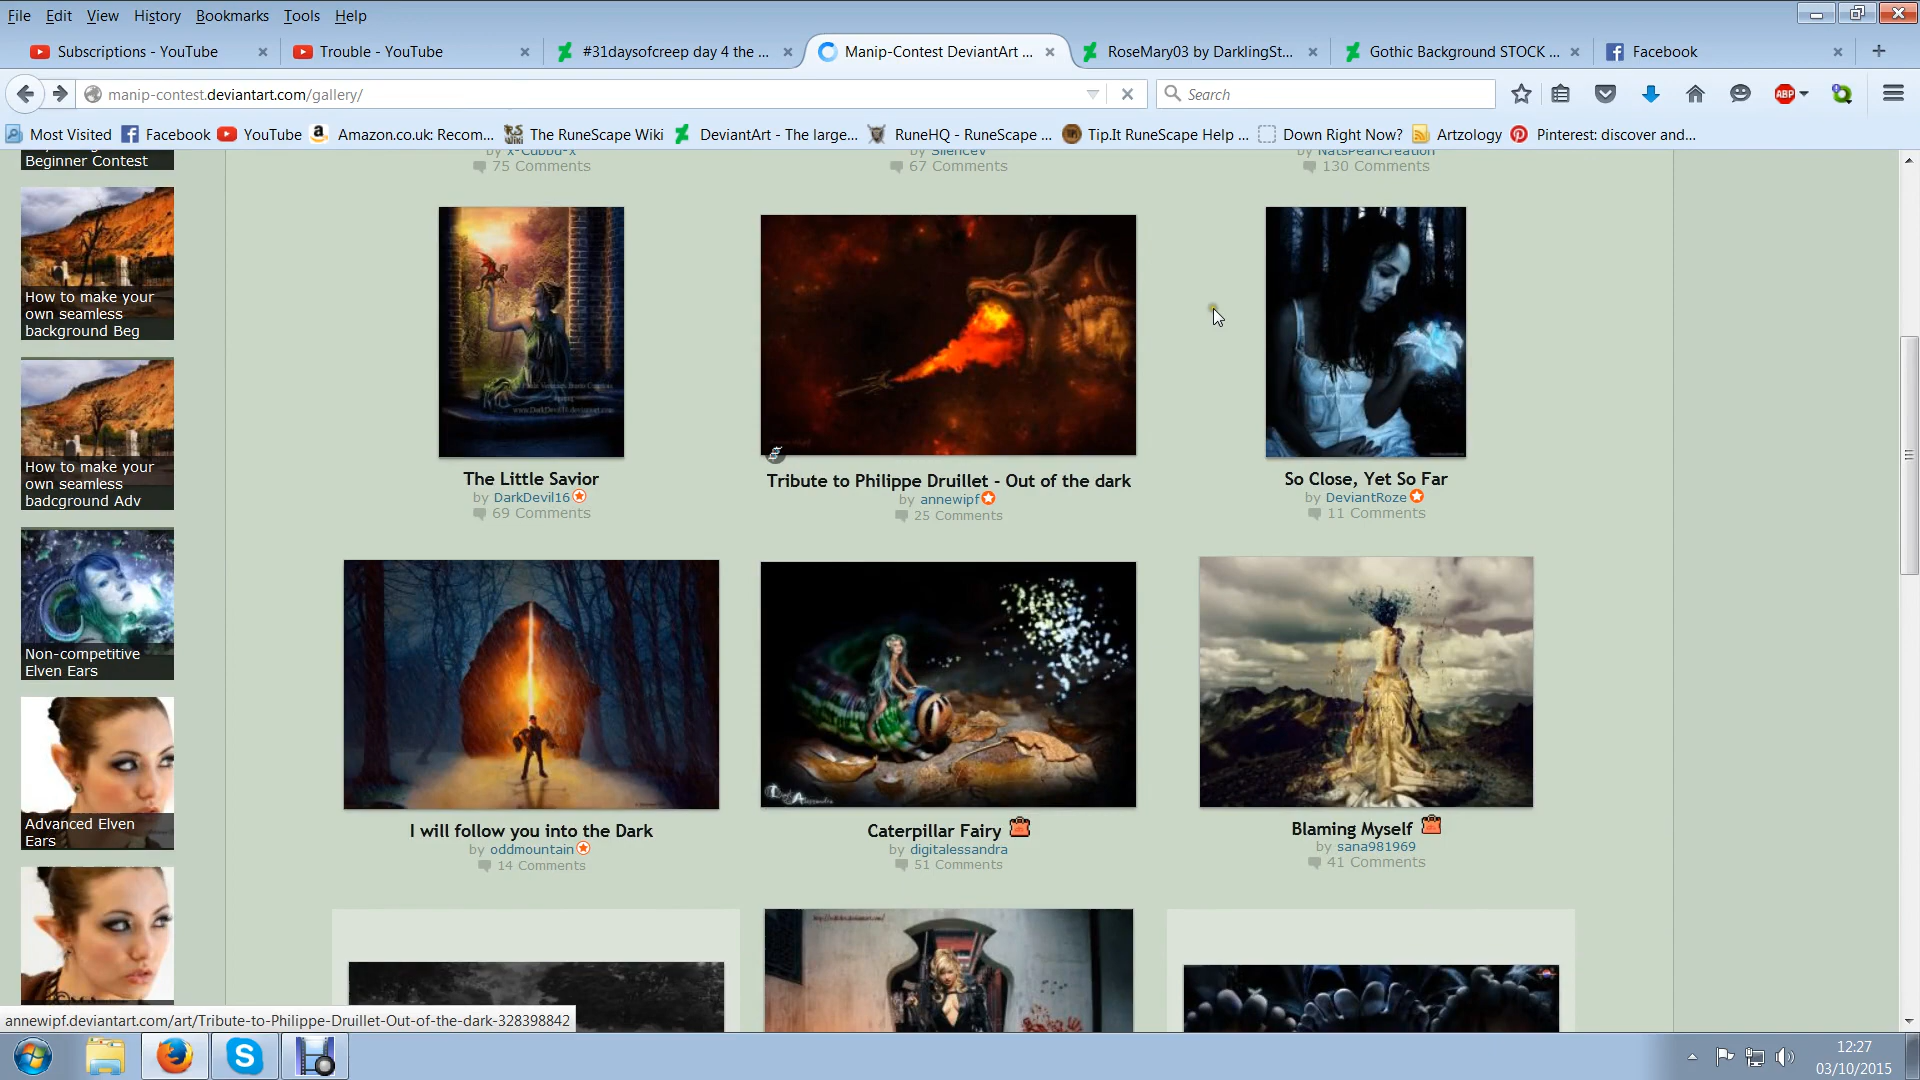 File Edit View History Bookmarks Tools Help
Subscriptions - YouTube
Trouble - YouTube
#31daysofcreep day 4 the ...
Manip-Contest DeviantArt ...
RoseMary03 by DarklingSt...
Gothic Background STOCK ...
Facebook
manip-contest.deviantart.com/gallery/
Search
ABP
Most Visited Facebook YouTube Amazon.co.uk: Recom... The RuneScape Wiki DeviantArt - The large... RuneHQ - RuneScape ... Tip.It RuneScape Help ... Down Right Now? Artzology Pinterest: discover and...
Beginner Contest
How to make your
own seamless
background Beg
How to make your
own seamless
badcground Adv
Non-competitive
Elven Ears
Advanced Elven
Ears
by x-Cubbu-x
75 Comments
by SilenceV
67 Comments
by NatsPearlCreation
130 Comments
The Little Savior
by DarkDevil16
69 Comments
Tribute to Philippe Druillet - Out of the dark
by annewipf
25 Comments
So Close, Yet So Far
by DeviantRoze
11 Comments
I will follow you into the Dark
by oddmountain
14 Comments
Caterpillar Fairy
by digitalessandra
51 Comments
Blaming Myself
by sana981969
41 Comments
annewipf.deviantart.com/art/Tribute-to-Philippe-Druillet-Out-of-the-dark-328398842
12:27
03/10/2015